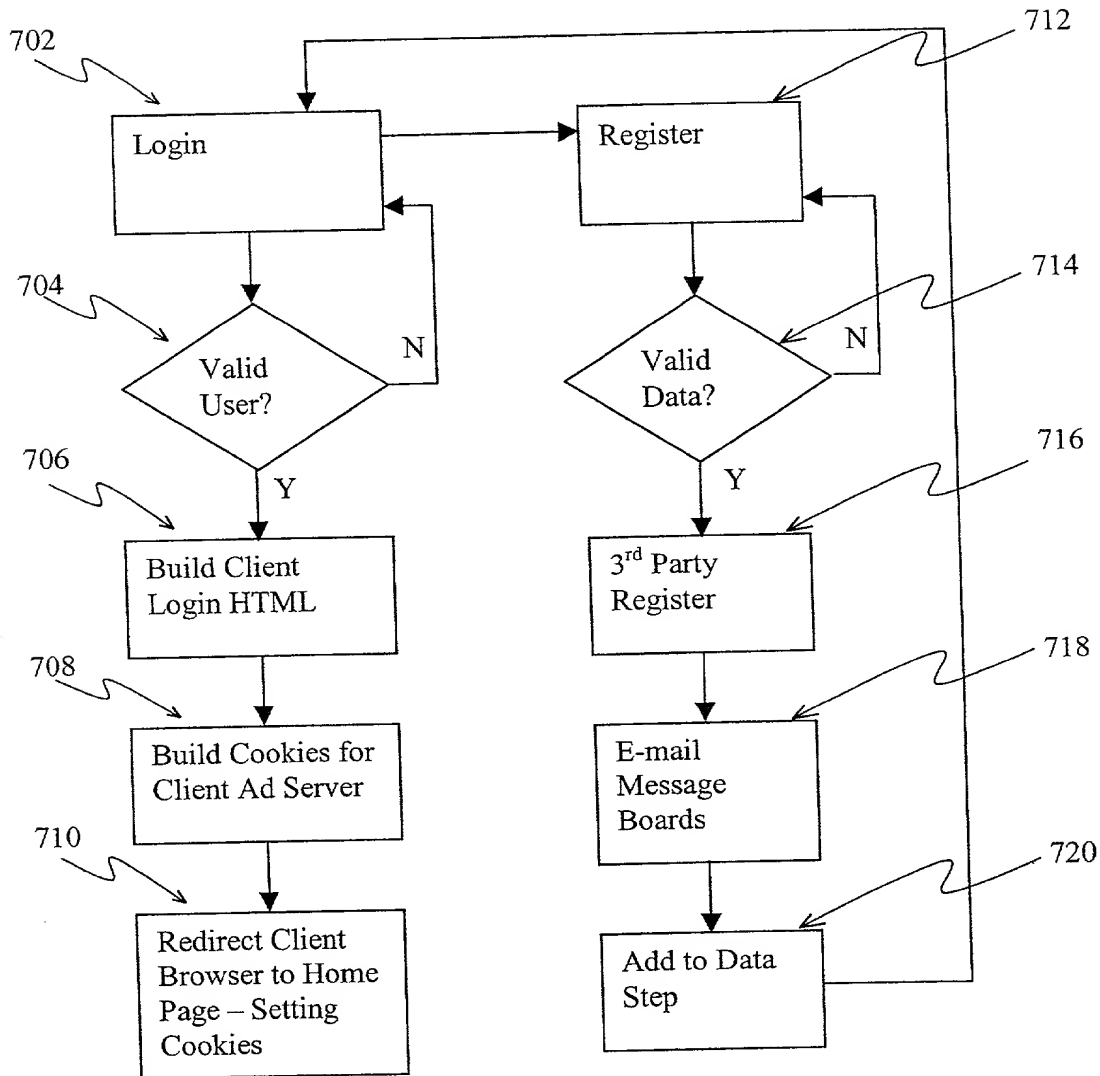 702
712
Login
Register
704
714
Valid
User?
N
Valid
Data?
N
706
Y
716
Y
Build Client
Login HTML
3rd Party
Register
708
718
Build Cookies for
Client Ad Server
E-mail
Message
Boards
710
720
Redirect Client
Browser to Home
Page – Setting
Cookies
Add to Data
Step